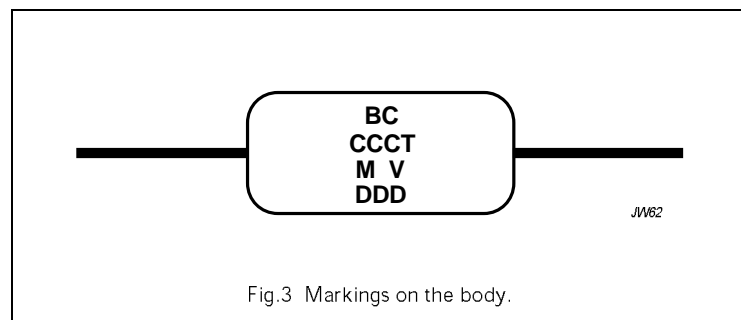 BC
CCCT
M V
DDD
JW62
Fig.3 Markings on the body.